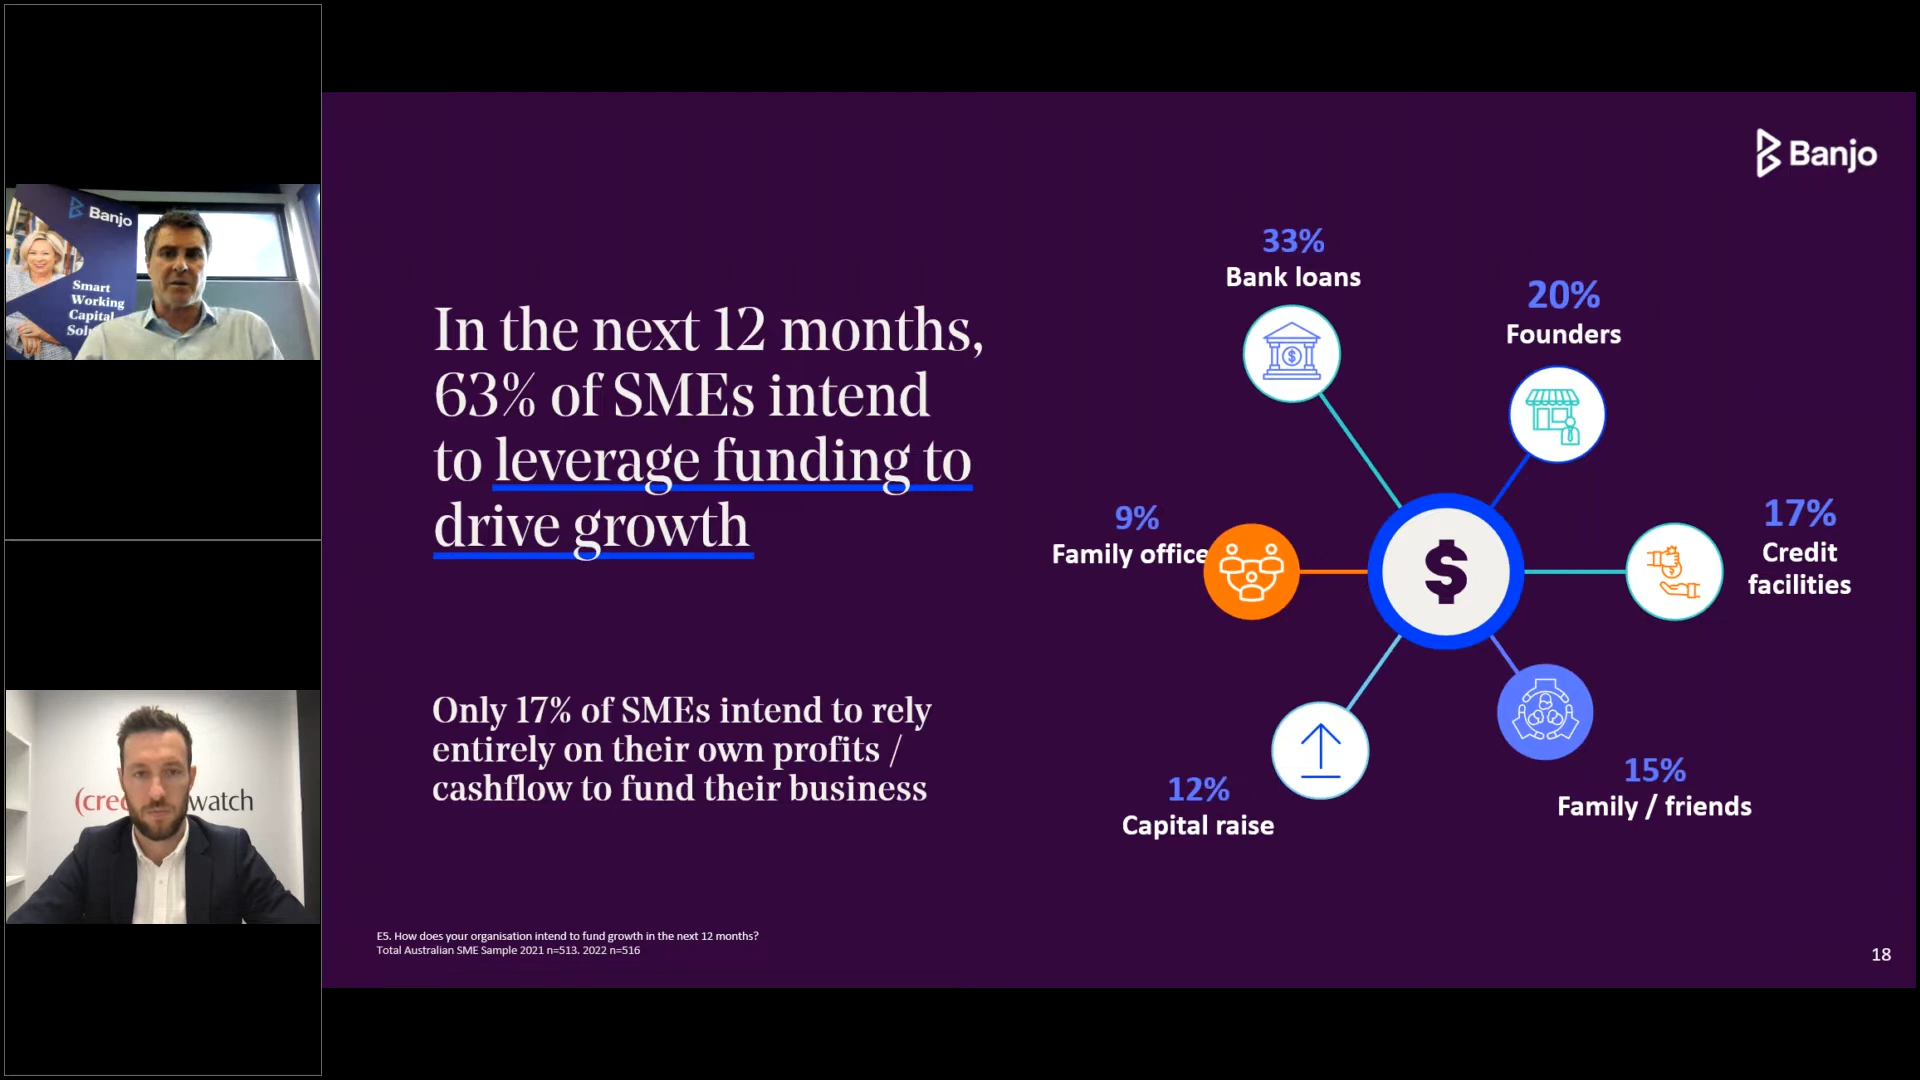 Banjo
Smart
Working
Capital
Banjo
In the next 12 months,
63% of SMEs intend
to leverage funding to
drive growth
Only 17% of SMEs intend to rely
entirely on their own profits /
cashflow to fund their business
33%
Bank loans
20%
Founders
9%
Family office
$
17%
Credit
facilities
12%
Capital raise
15%
Family / friends
(cre
watch
E5. How does your organisation intend to fund growth in the next 12 months?
Total Australian SME Sample 2021 n=513. 2022 n=516
18